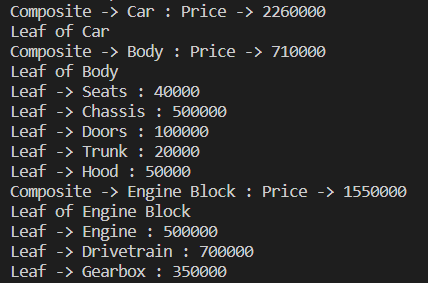 Composite -> Car : Price -> 2260000
Leaf of Car
Composite -> Body : Price -> 710000
Leaf of Body
Leaf -> Seats : 40000
Leaf -> Chassis : 500000
Leaf -> Doors : 100000
Leaf -> Trunk : 20000
Leaf -> Hood : 50000
Composite -> Engine Block : Price -> 1550000
Leaf of Engine Block
Leaf -> Engine : 500000
Leaf -> Drivetrain : 700000
Leaf -> Gearbox : 350000